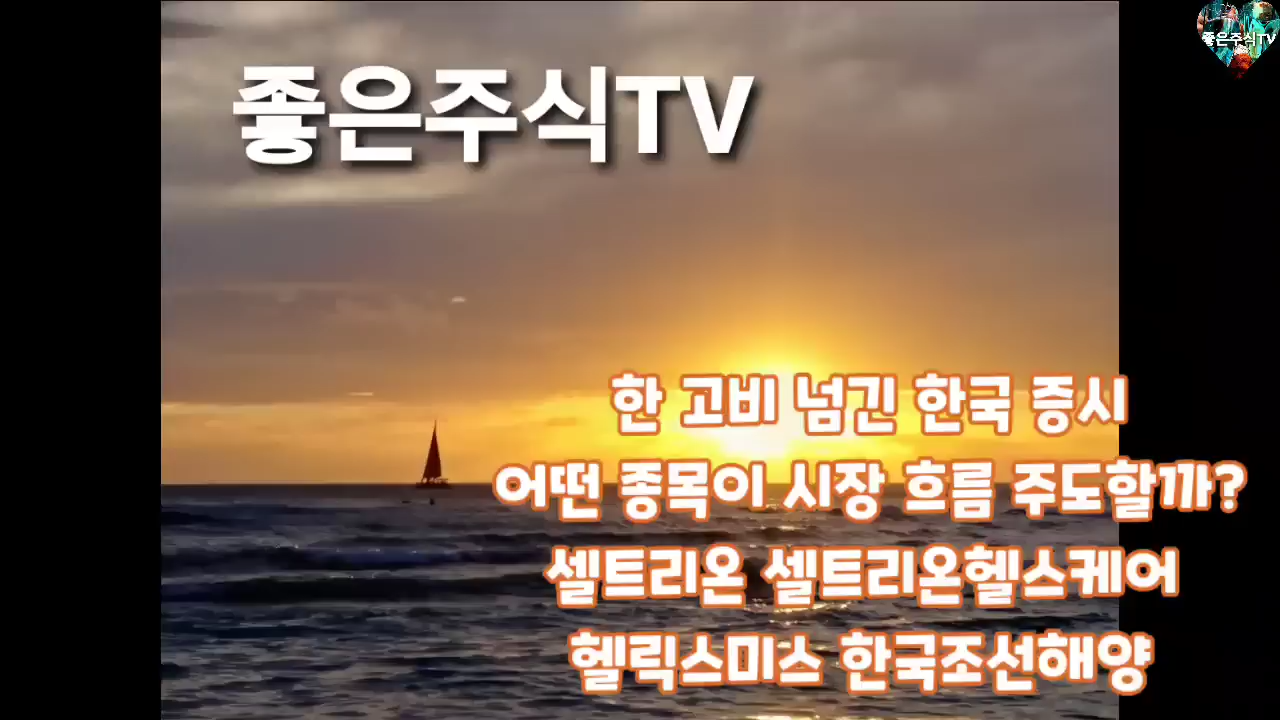 좋은주식TV
좋은주식TV
한 고비 넘긴 한국 증시
어떤 종목이 시장 흐름 주도할까?
셀트리온 셀트리온헬스케어
헬릭스미스 한국조선해양